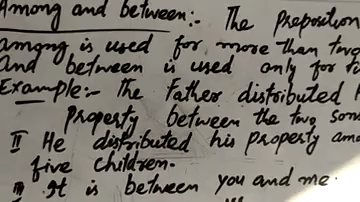 Among and between:- The Preposition
among is used for more than two
And between is used only for
Example:- The Father distributed
property between the two
II He distributed his property
five children.
III It is between you and me.